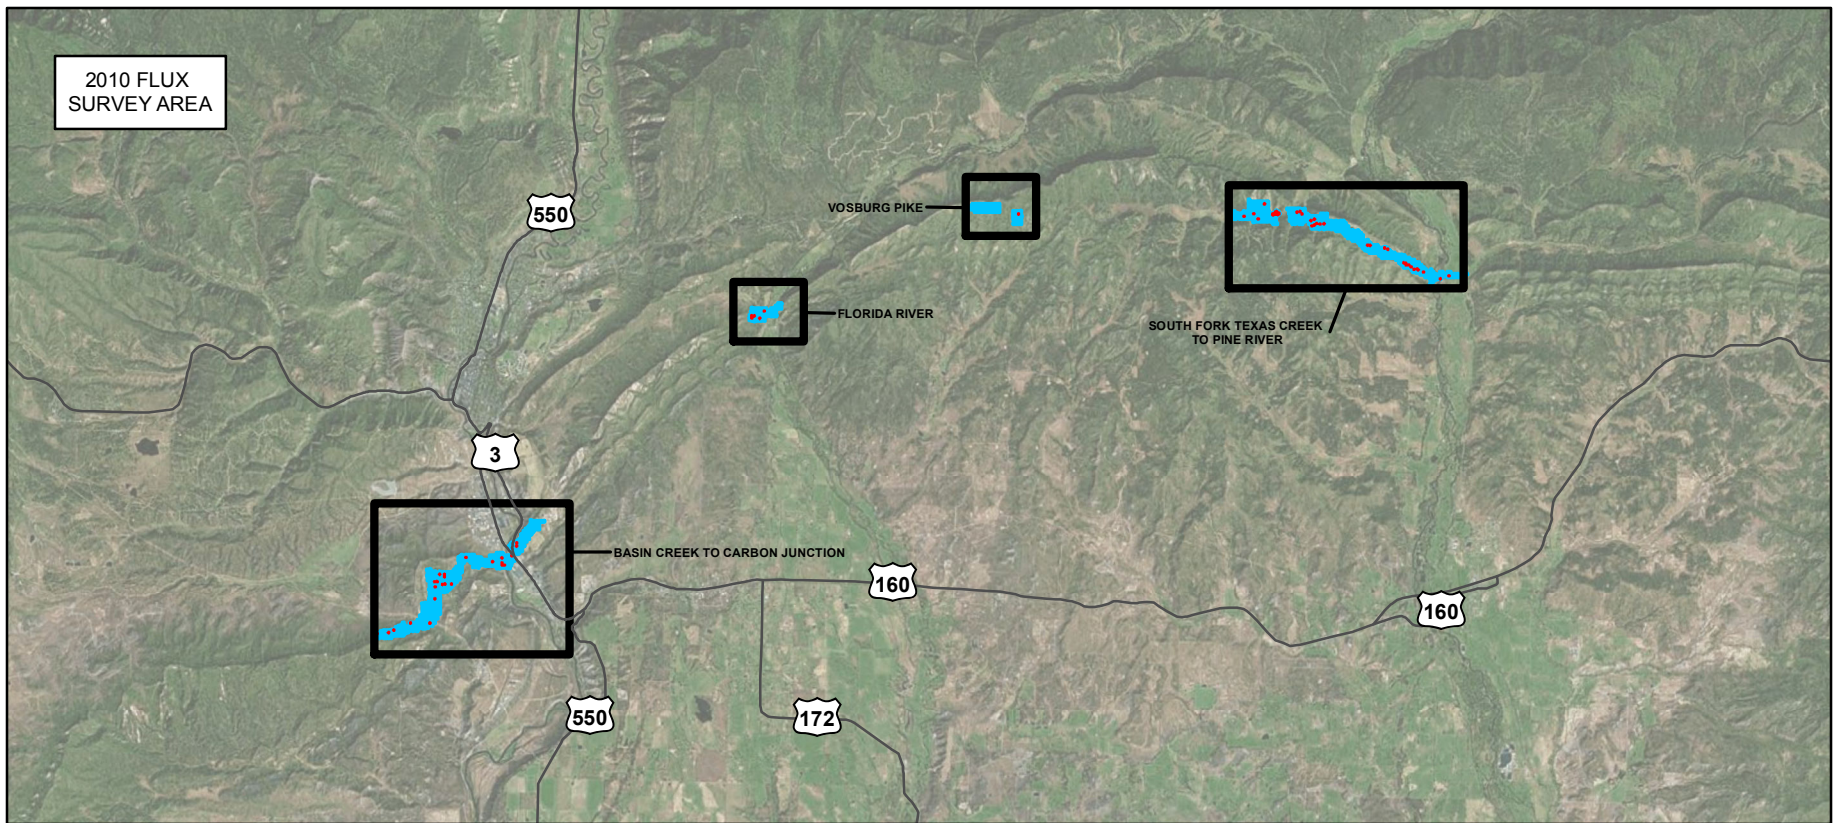 2010 FLUX
SURVEY AREA
550
VOSBURG PIKE
FLORIDA RIVER
SOUTH FORK TEXAS CREEK
TO PINE RIVER
3
BASIN CREEK TO CARBON JUNCTION
160
160
550
172